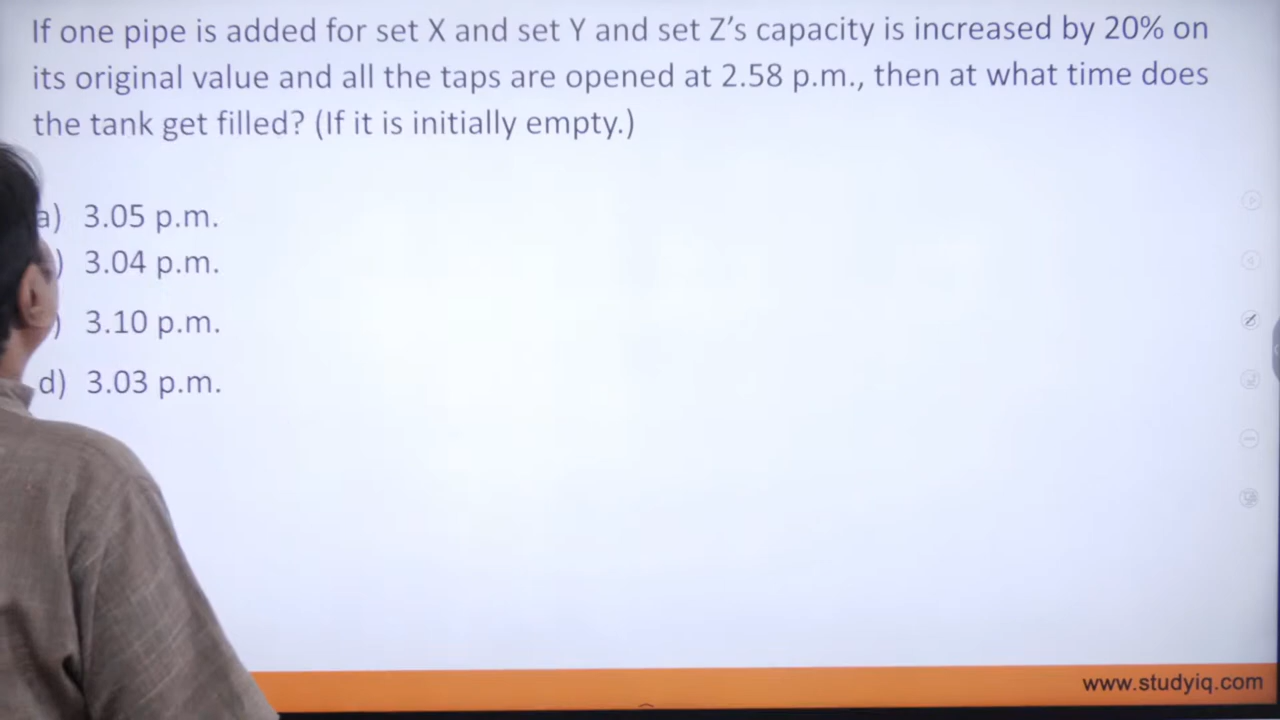 If one pipe is added for set X and set Y and set Z's capacity is increased by 20% on
its original value and all the taps are opened at 2.58 p.m., then at what time does
the tank get filled? (If it is initially empty.)
a) 3.05 p.m.
) 3.04 p.m.
) 3.10 p.m.
d) 3.03 p.m.
www.studyiq.com